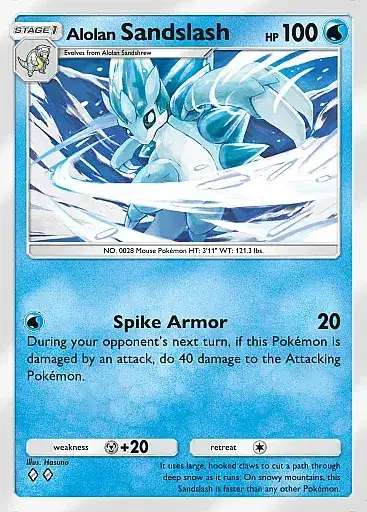 STAGE 1
Alolan Sandslash
HP 100
Evolves from Alolan Sandshrew
NO. 0028 Mouse Pokémon HT: 3'11" WT: 121.3 lbs.
Spike Armor 20
During your opponent's next turn, if this Pokémon is
damaged by an attack, do 40 damage to the Attacking
Pokémon.
weakness +20
retreat
Illus. Hasuno
It uses large, hooked claws to cut a path through
deep snow as it runs. On snowy mountains, this
Sandslash is faster than any other Pokémon.